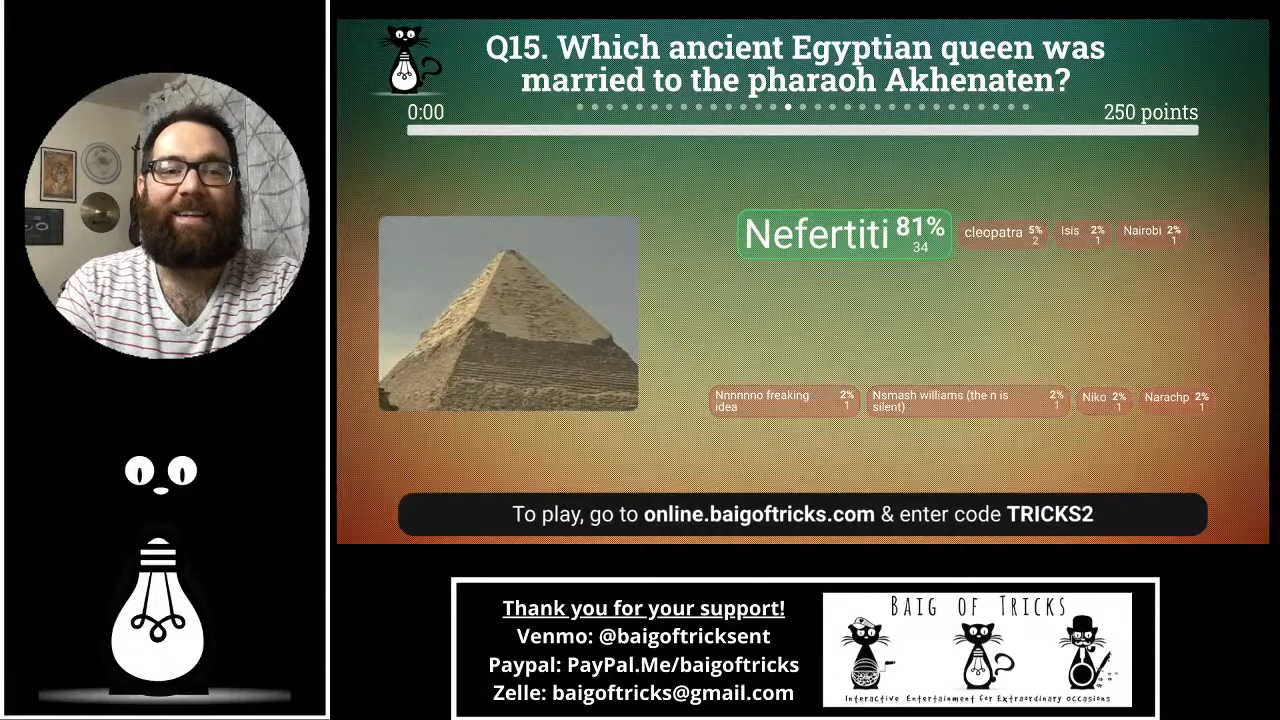 Q15. Which ancient Egyptian queen was
married to the pharaoh Akhenaten?
0:00
250 points
Nefertiti 81% 34
cleopatra 5% 2
Isis 2% 1
Nairobi 2% 1
Nnnnnno freaking
idea 2% 1
Nsmash williams (the n is
silent) 2% 1
Niko 2% 1
Narachp 2% 1
To play, go to online.baigoftricks.com & enter code TRICKS2
Thank you for your support!
Venmo: @baigoftricksent
Paypal: PayPal.Me/baigoftricks
Zelle: baigoftricks@gmail.com
BAIG OF TRICKS
Interactive Entertainment for Extraordinary occasions